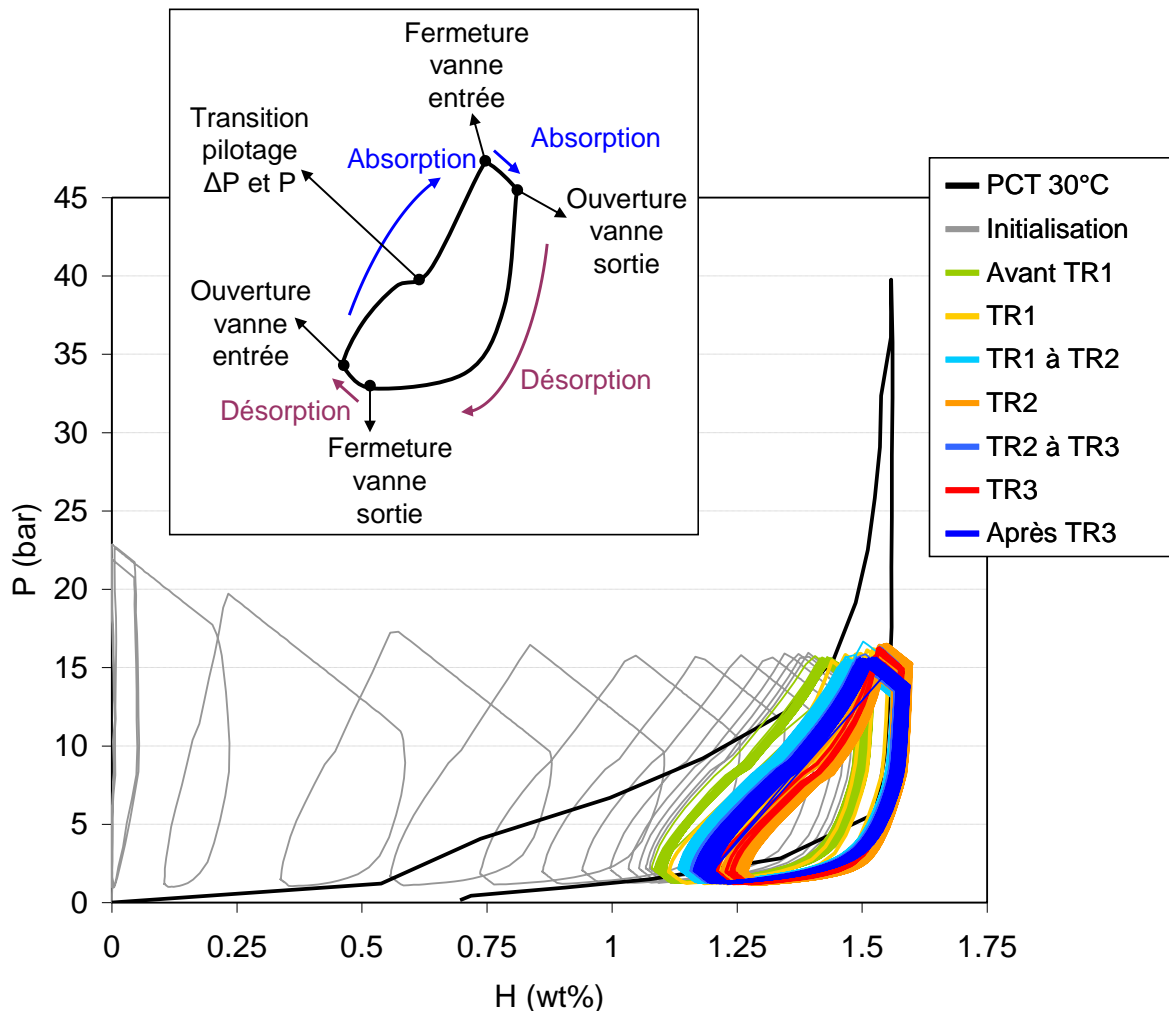 Fermeture
vanne
entrée
Transition
pilotage
ΔP et P
Absorption
Absorption
Ouverture
vanne
sortie
Ouverture
vanne
entrée
Désorption
Désorption
Fermeture
vanne
sortie
PCT 30°C
Initialisation
Avant TR1
TR1
TR1 à TR2
TR2
TR2 à TR3
TR3
Après TR3
P (bar)
45
40
35
30
25
20
15
10
5
0
0 0.25 0.5 0.75 1 1.25 1.5 1.75
H (wt%)